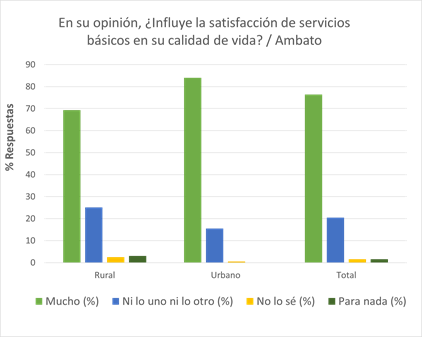 En su opinión, ¿Influye la satisfacción de servicios
básicos en su calidad de vida? / Ambato
% Respuestas
90
80
70
60
50
40
30
20
10
0
Rural Urbano Total
Mucho (%) Ni lo uno ni lo otro (%) No lo sé (%) Para nada (%)